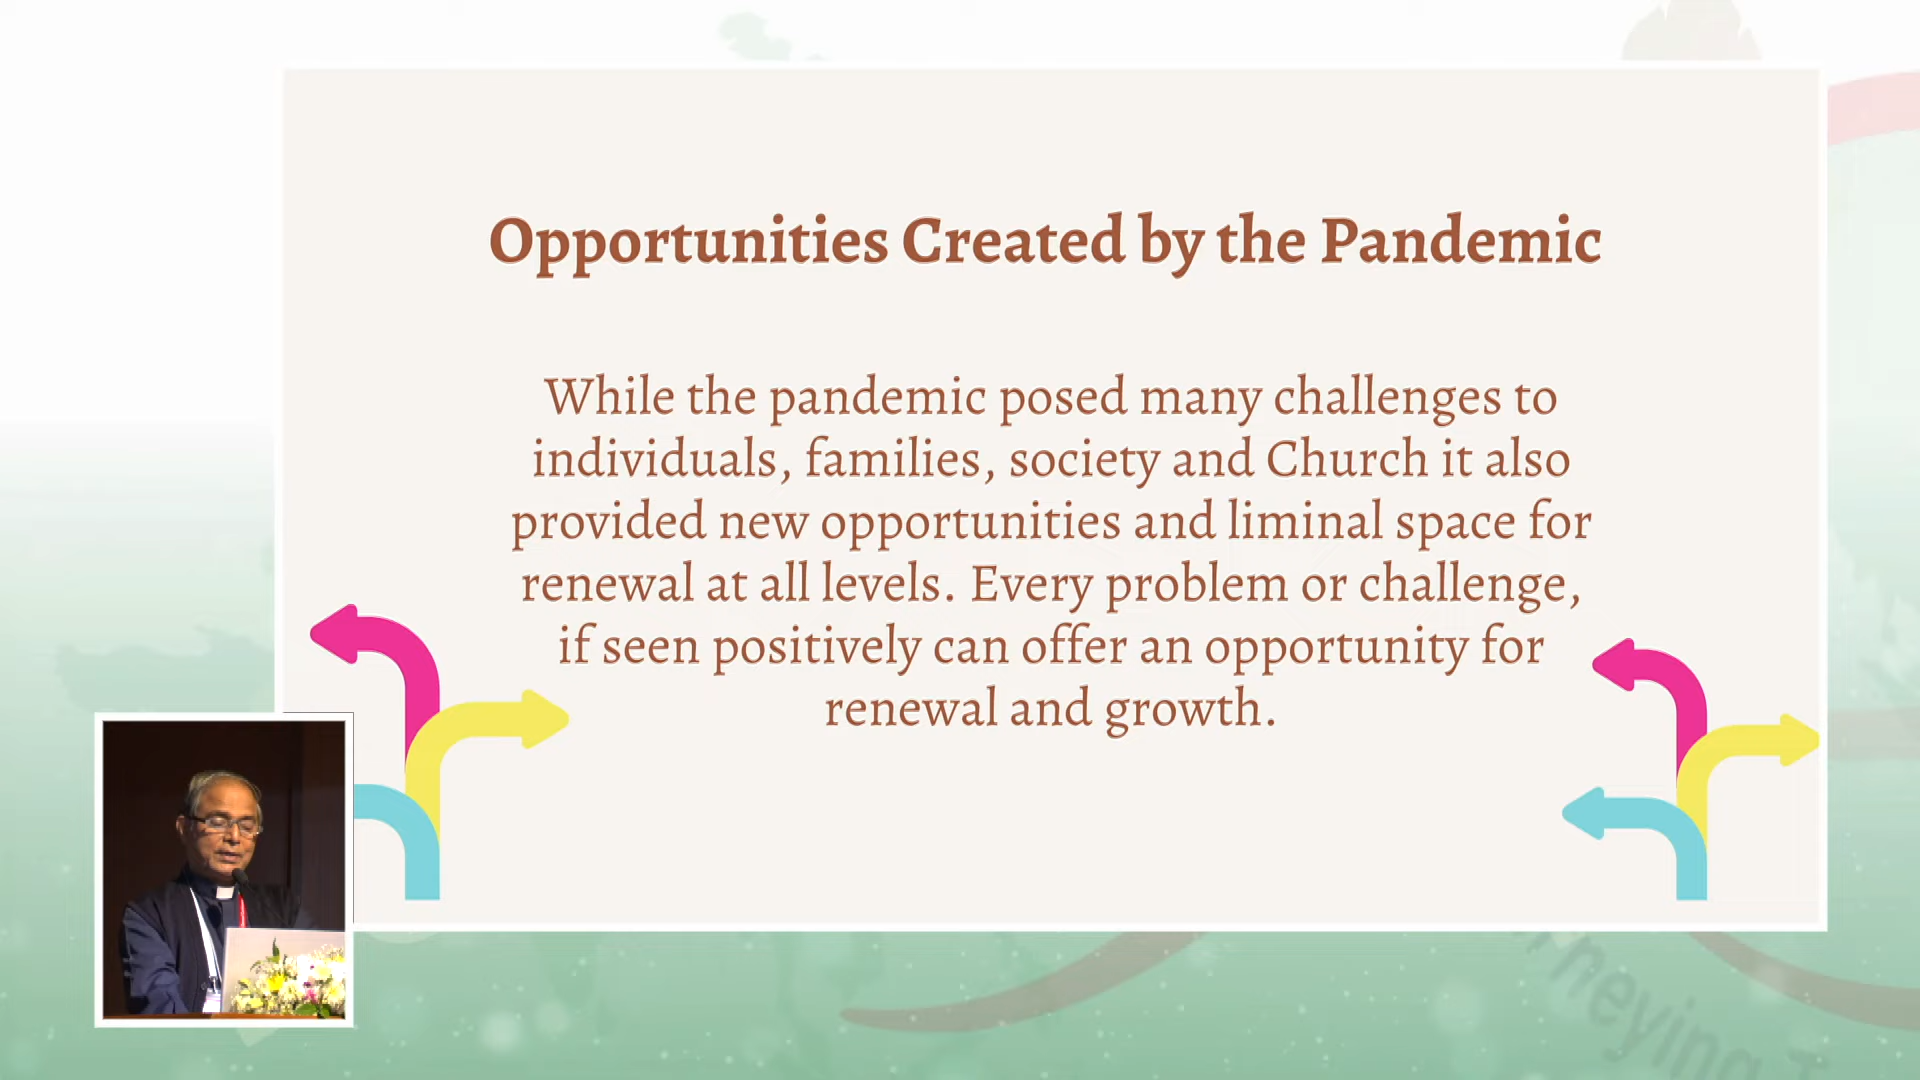 Opportunities Created by the Pandemic
While the pandemic posed many challenges to
individuals, families, society and Church it also
provided new opportunities and liminal space for
renewal at all levels. Every problem or challenge,
if seen positively can offer an opportunity for
renewal and growth.